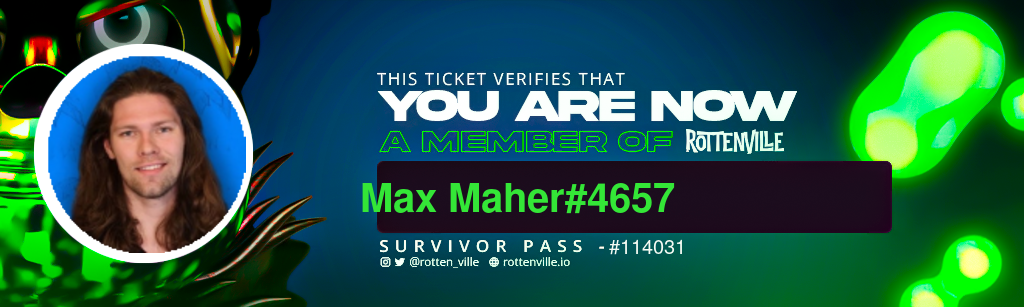 THIS TICKET VERIFIES THAT
YOU ARE NOW
A MEMBER OF ROTTENVILLE
Max Maher#4657
SURVIVOR PASS - #114031
@rotten_ville rottenville.io